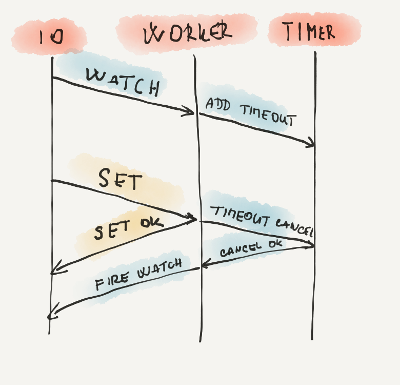 IO
WORKER
TIMER
WATCH
ADD TIMEOUT
SET
TIMEOUT CANCEL
SET OK
CANCEL OK
FIRE WATCH